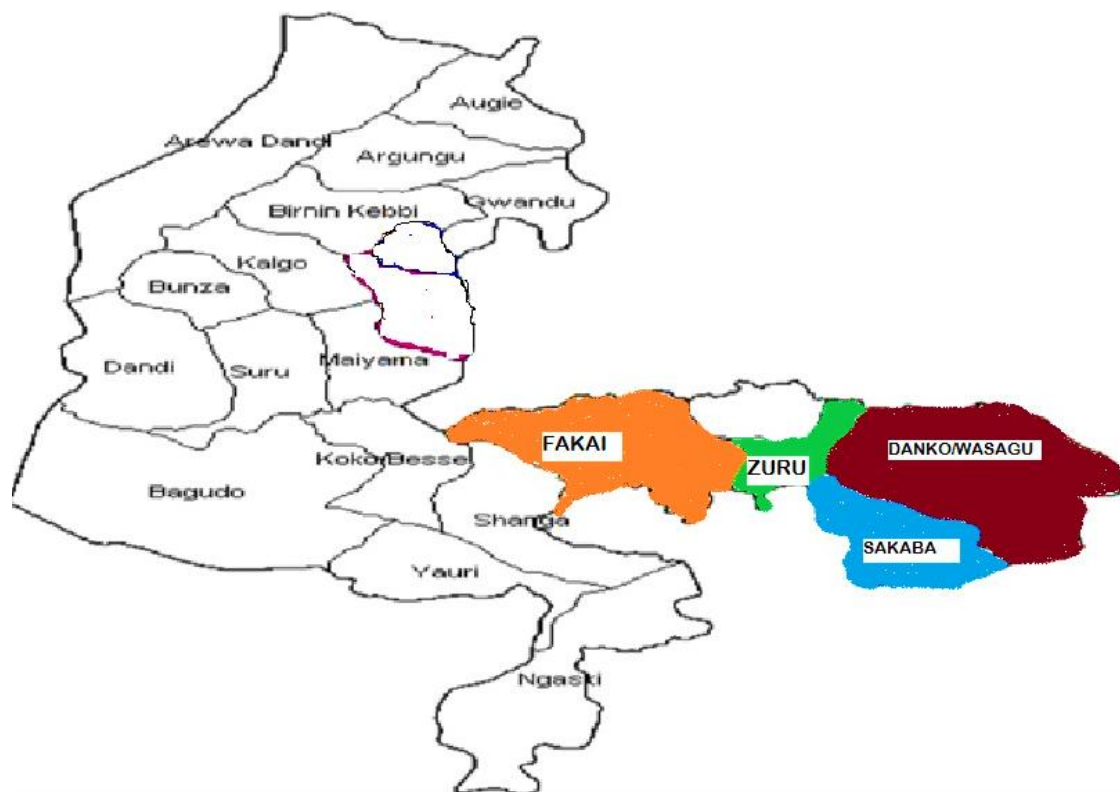 Augie
Arewa Dandi
Argungu
Gwandu
Birnin Kebbi
Kalgo
Bunza
Dandi
Suru
Maiyama
FAKAI
DANKO/WASAGU
ZURU
Koko/Besse
Bagudo
Shanga
SAKABA
Yauri
Ngaski